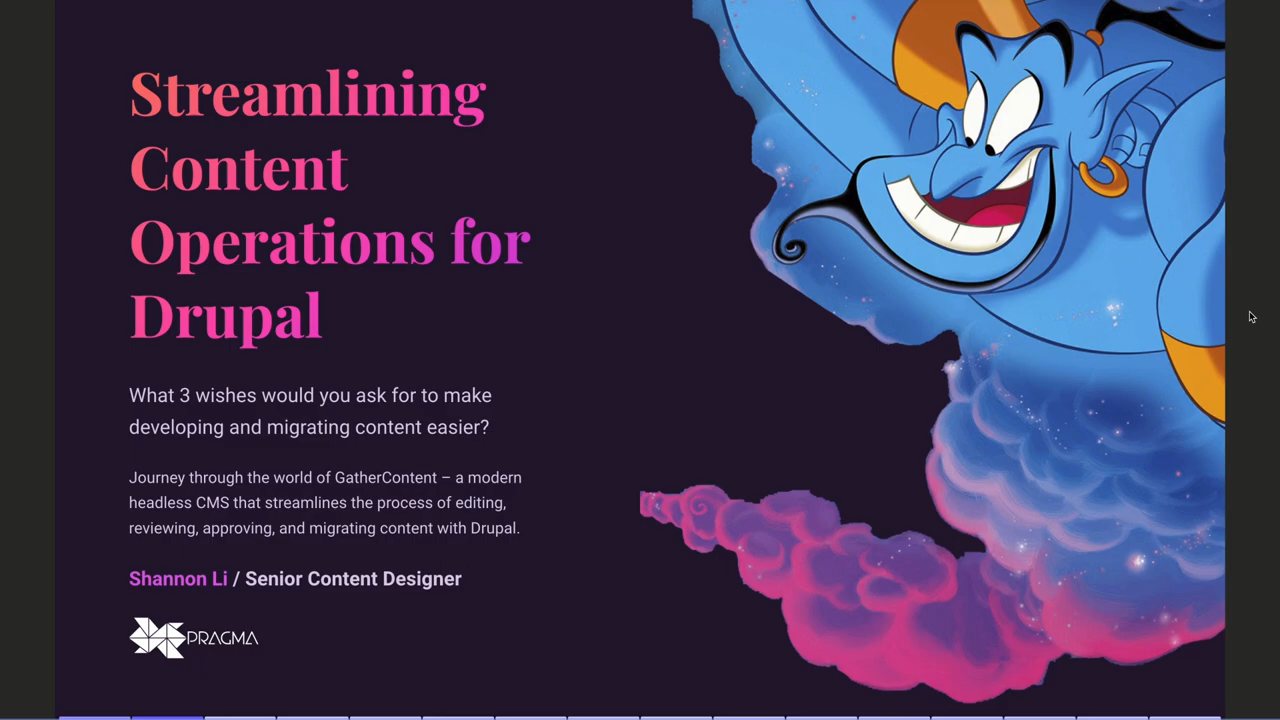 Streamlining
Content
Operations for
Drupal
What 3 wishes would you ask for to make
developing and migrating content easier?
Journey through the world of GatherContent – a modern
headless CMS that streamlines the process of editing,
reviewing, approving, and migrating content with Drupal.
Shannon Li / Senior Content Designer
PRAGMA